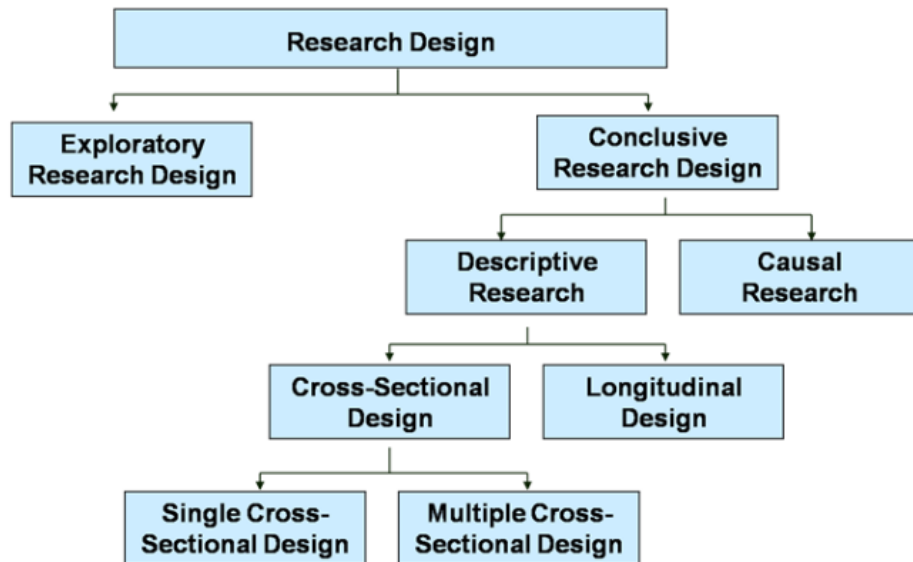 Research Design
Exploratory
Research Design
Conclusive
Research Design
Descriptive
Research
Causal
Research
Cross-Sectional
Design
Longitudinal
Design
Single Cross-
Sectional Design
Multiple Cross-
Sectional Design